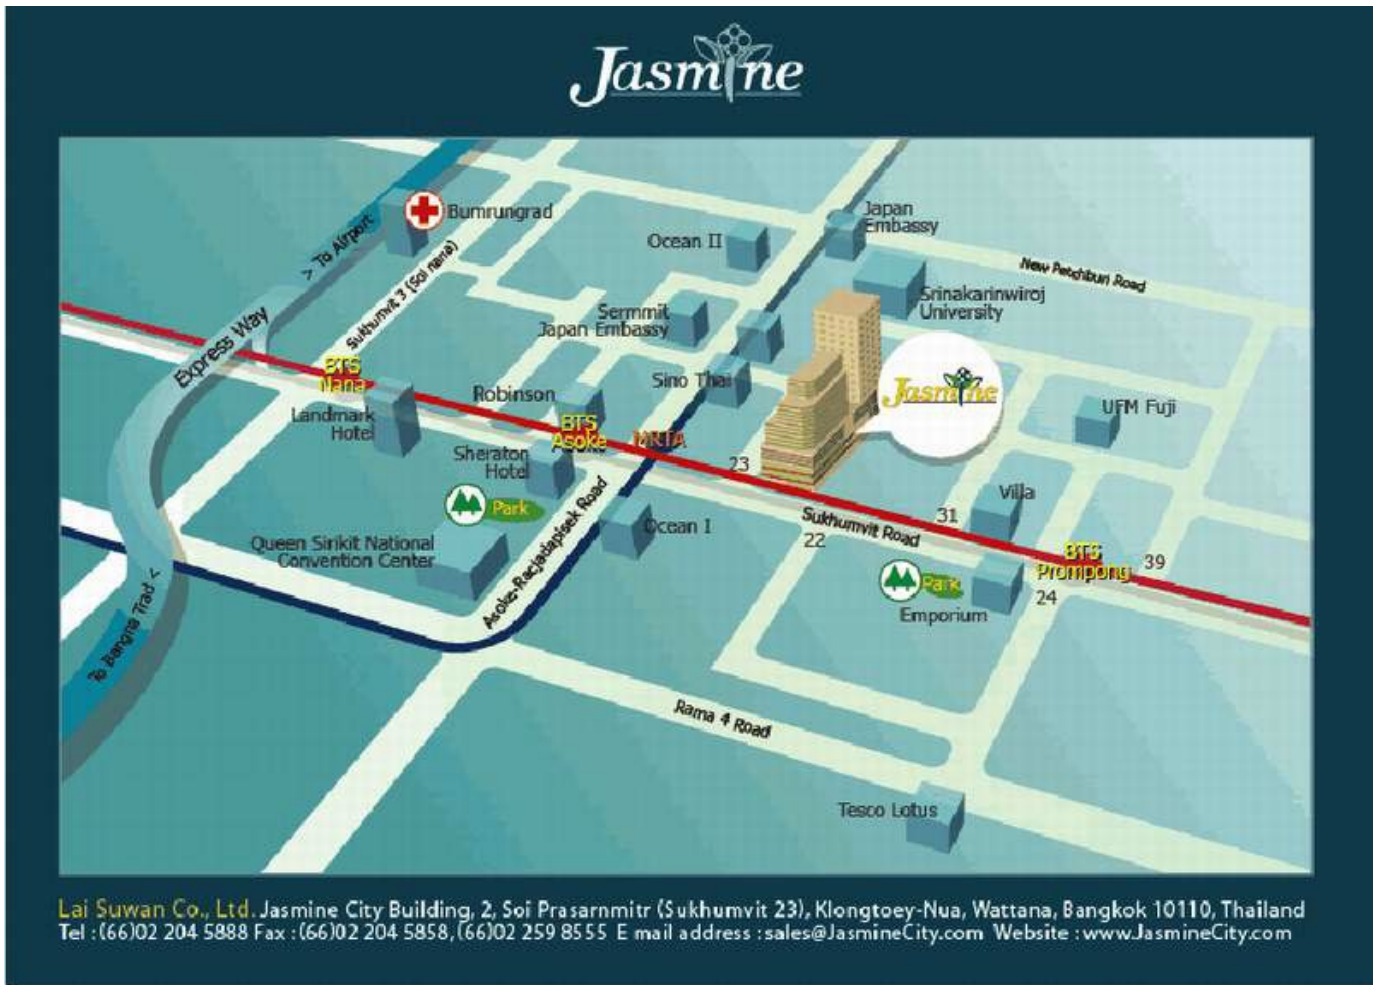 Jasmine
Bumrungrad
> To Airport
Sukhumvit 3 (Soi nana)
Express Way
Ocean II
Japan
Embassy
New Petchburi Road
Srinakarinwiroj
University
Sermmit
Japan Embassy
Sino Thai
Jasmine
UFM Fuji
BTS
Nana
Landmark
Hotel
Robinson
BTS
Asoke
MRTA
Sheraton
Hotel
23
Park
Villa
31
Sukhumvit Road
22
Ocean I
Queen Sirikit National
Convention Center
Asoke-Racjadapisek Road
BTS
Prompong
39
24
Park
Emporium
To Bangna Trad <
Rama 4 Road
Tesco Lotus
Lai Suwan Co., Ltd. Jasmine City Building, 2, Soi Prasarnmitr (Sukhumvit 23), Klongtoey-Nua, Wattana, Bangkok 10110, Thailand
Tel :(66)02 204 5888 Fax :(66)02 204 5858,(66)02 259 8555 E mail address :sales@JasmineCity.com Website :www.JasmineCity.com